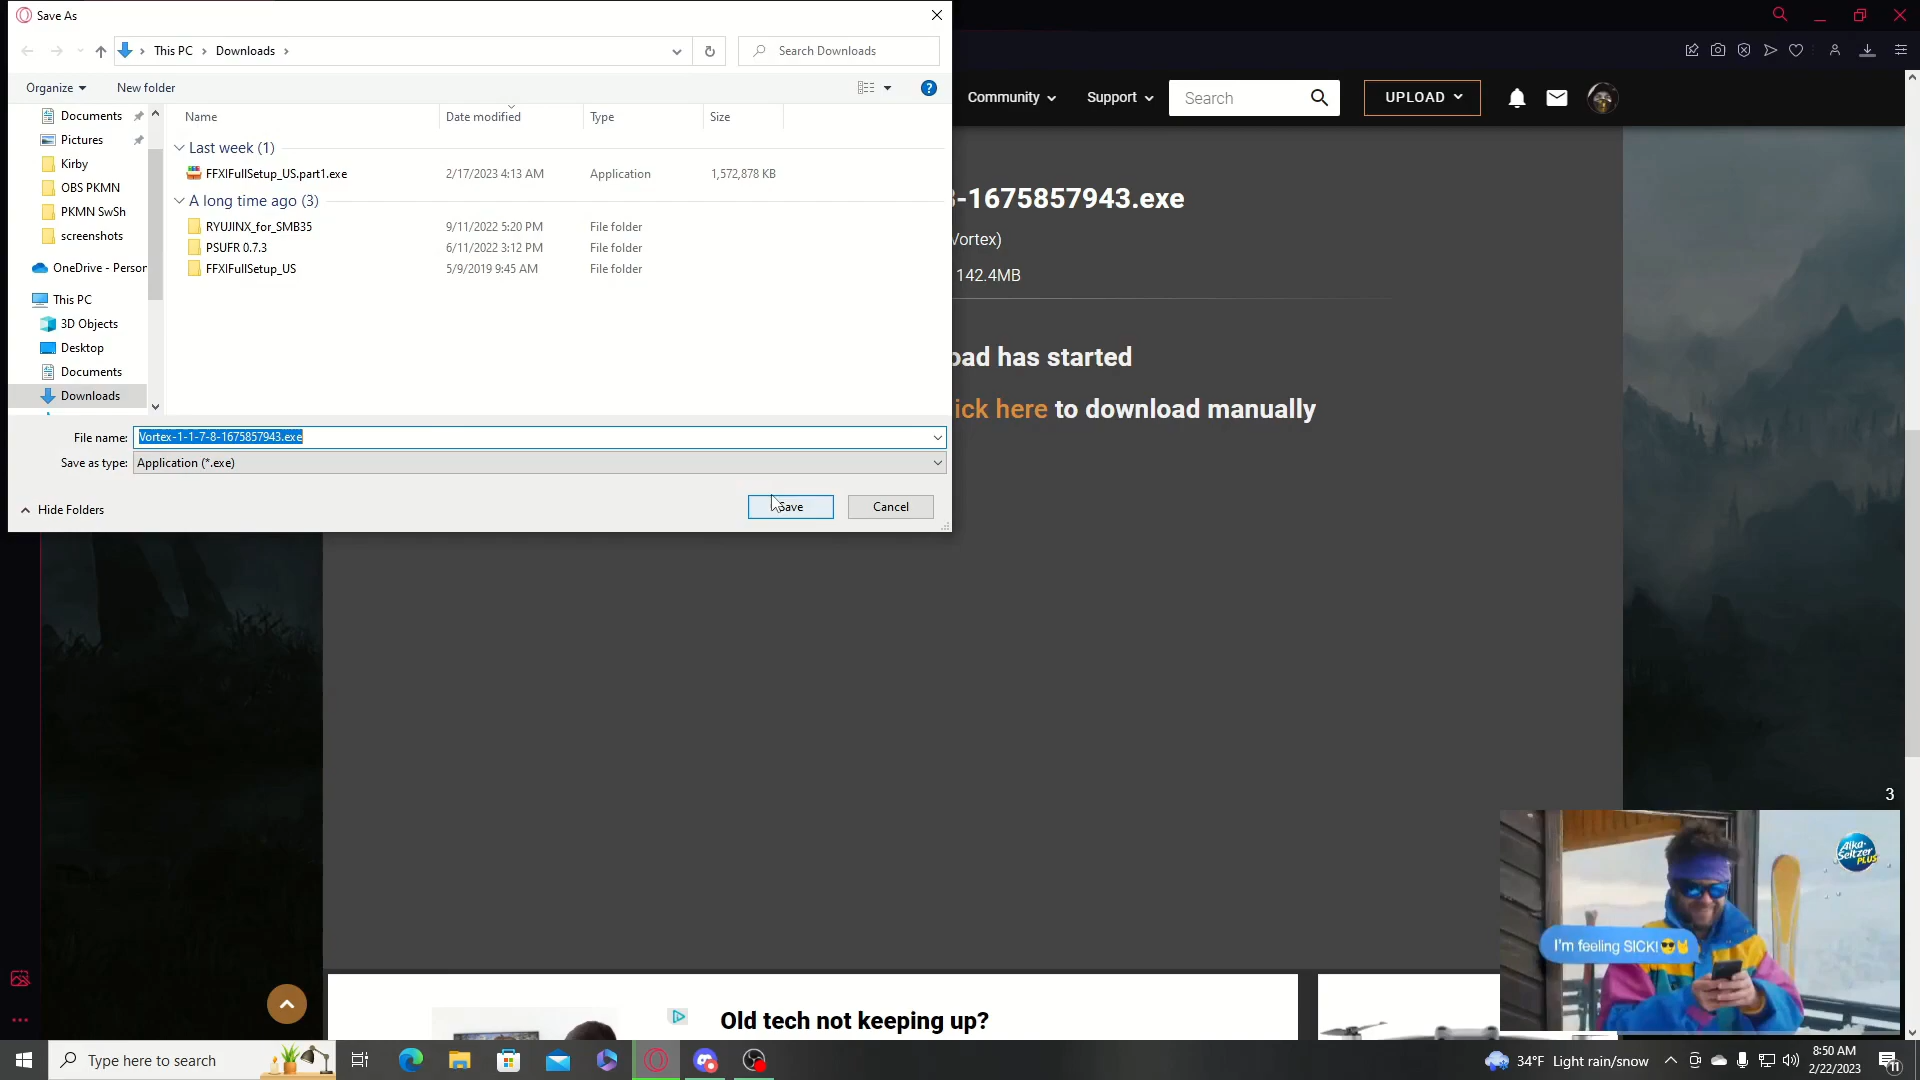 Save As
This PC
Downloads
Search Downloads
Organize
New folder
Name
Date modified
Type
Size
Documents
Pictures
Kirby
OBS PKMN
PKMN SwSh
screenshots
OneDrive - Person
This PC
3D Objects
Desktop
Documents
Downloads
Last week (1)
FFXIFullSetup_US.part1.exe 2/17/2023 4:13 AM Application 1,572,878 KB
A long time ago (3)
RYUJINX_for_SMB35 9/11/2022 5:20 PM File folder
PSUFR 0.7.3 6/11/2022 3:12 PM File folder
FFXIFullSetup_US 5/9/2019 9:45 AM File folder
File name: Vortex-1-1-7-8-1675857943.exe
Save as type: Application (*.exe)
Hide Folders
Save
Cancel
Community
Support
Search
UPLOAD
-1675857943.exe
Vortex)
142.4MB
oad has started
ick here to download manually
3
Alka-Seltzer PLUS
I'm feeling SICK!😎🤘
Old tech not keeping up?
Type here to search
34°F Light rain/snow
8:50 AM
2/22/2023
11